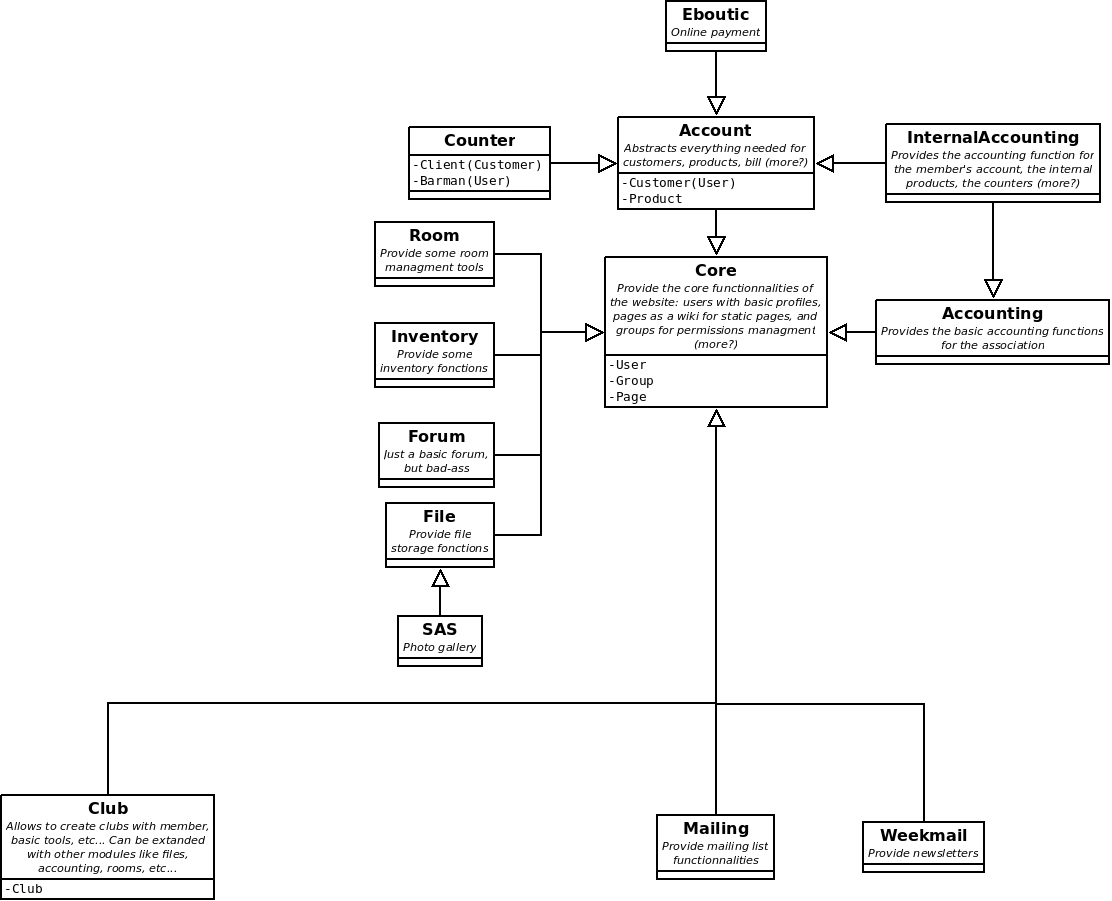 Eboutic
Online payment
Account
Abstracts everything needed for
customers, products, bill (more?)
-Customer(User)
-Product
Counter
-Client(Customer)
-Barman(User)
InternalAccounting
Provides the accounting function for
the member's account, the internal
products, the counters (more?)
Room
Provide some room
managment tools
Core
Provide the core functionnalities of
the website: users with basic profiles,
pages as a wiki for static pages, and
groups for permissions managment
(more?)
-User
-Group
-Page
Accounting
Provides the basic accounting functions
for the association
Inventory
Provide some
inventory fonctions
Forum
Just a basic forum,
but bad-ass
File
Provide file
storage fonctions
SAS
Photo gallery
Club
Allows to create clubs with member,
basic tools, etc... Can be extanded
with other modules like files,
accounting, rooms, etc...
-Club
Mailing
Provide mailing list
functionnalities
Weekmail
Provide newsletters